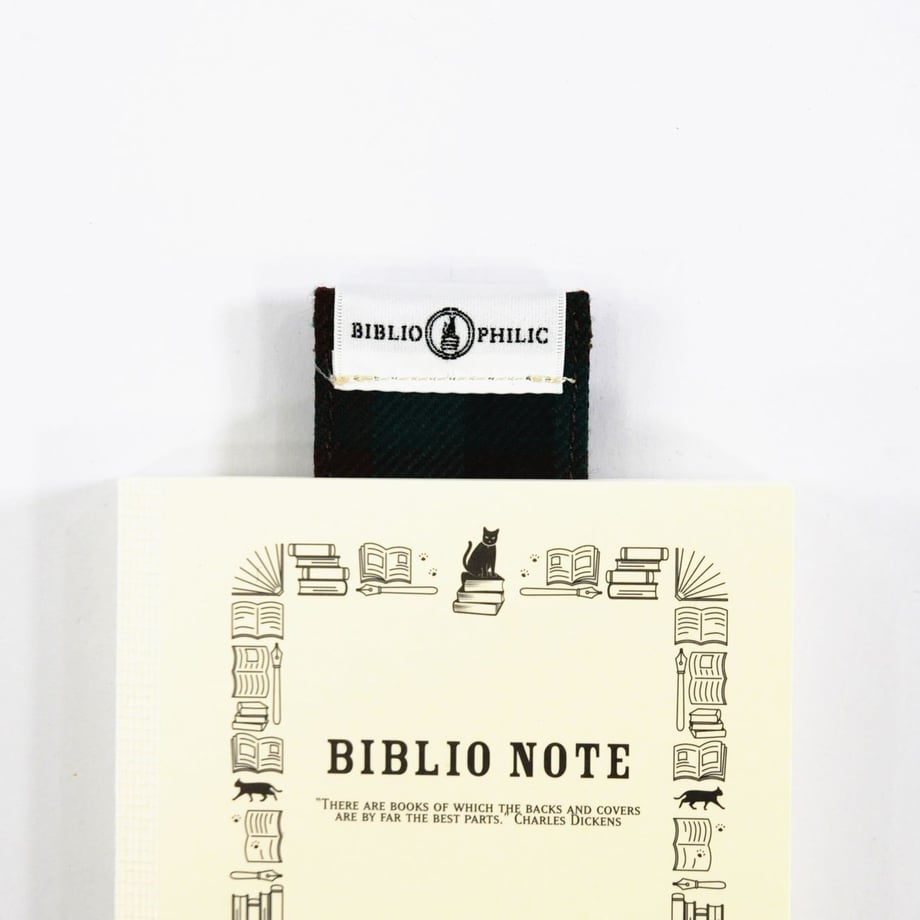 BIBLIO PHILIC
BIBLIO NOTE
"THERE ARE BOOKS OF WHICH THE BACKS AND COVERS
ARE BY FAR THE BEST PARTS." CHARLES DICKENS